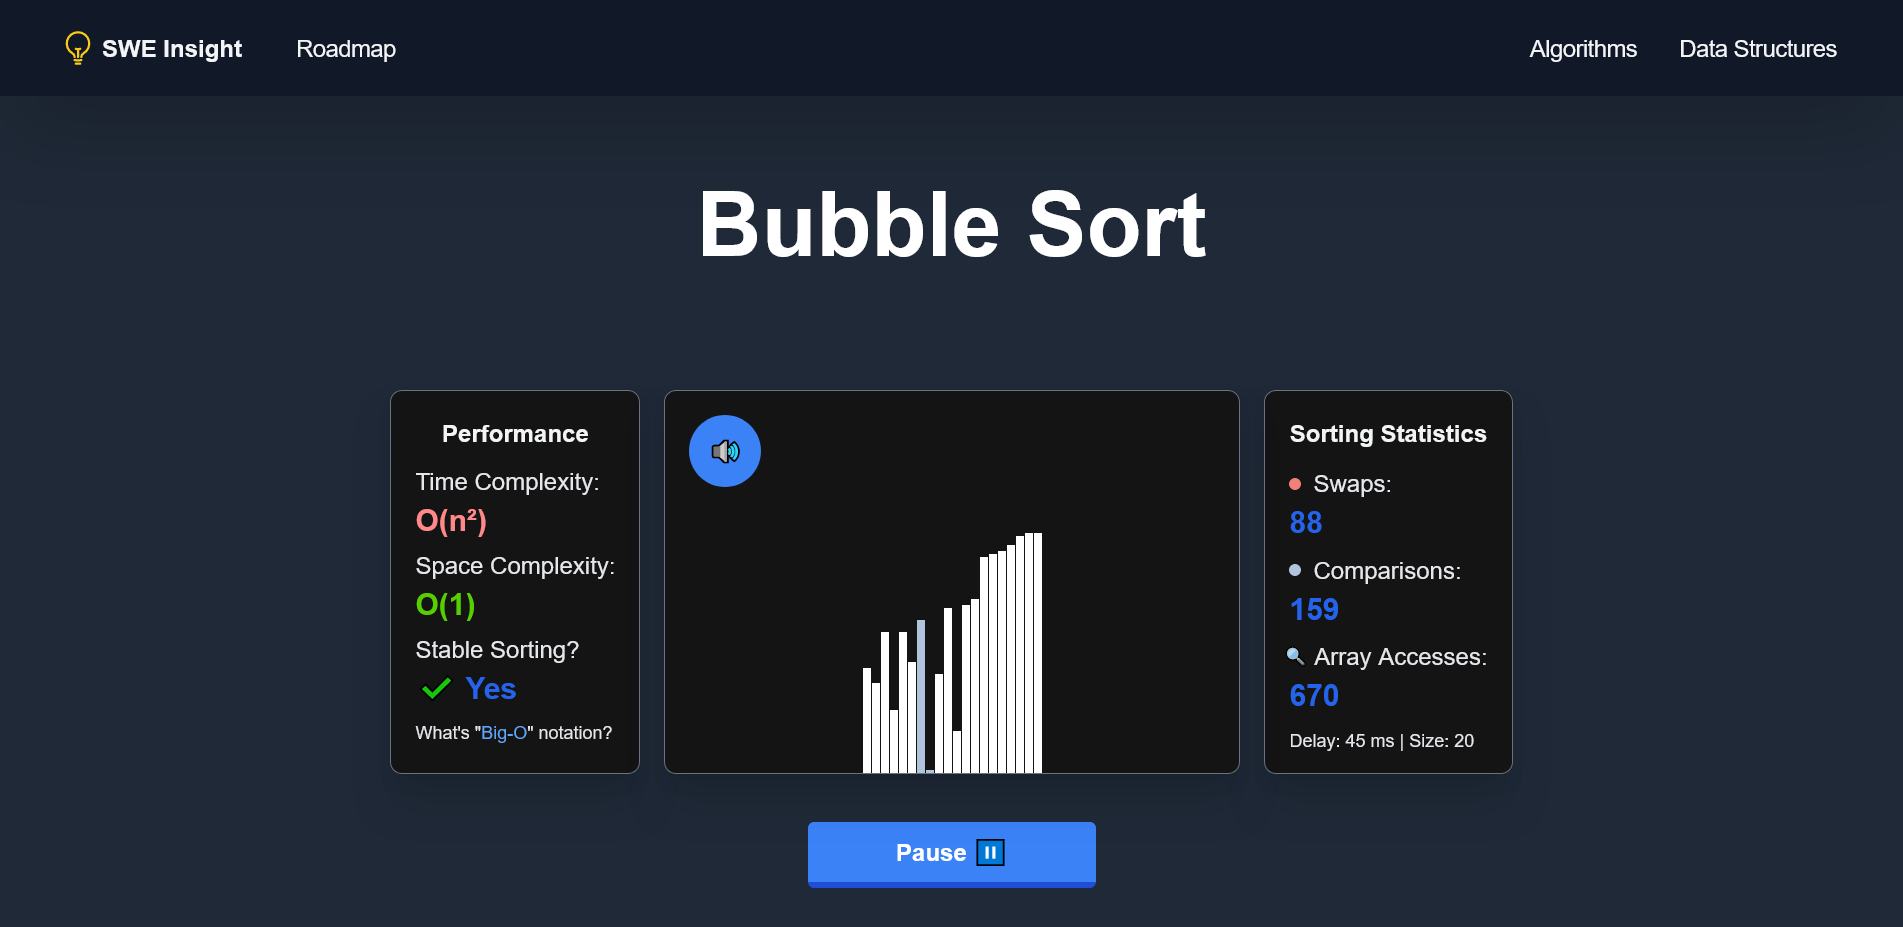 SWE Insight
Roadmap
Algorithms
Data Structures
Bubble Sort
Performance
Time Complexity:
O(n²)
Space Complexity:
O(1)
Stable Sorting?
Yes
What's "Big-O" notation?
Sorting Statistics
Swaps:
88
Comparisons:
159
Array Accesses:
670
Delay: 45 ms | Size: 20
Pause